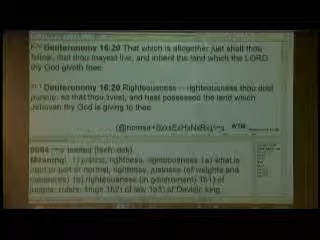 Deuteronomy 16:20 That which is altogether just shalt thou
follow, that thou mayest live, and inherit the land which the LORD
thy God giveth thee.
Deuteronomy 16:20 Righteousness -- righteousness thou dost
pursue, so that thou livest, and hast possessed the land which
Jehovah thy God is giving to thee.
WTM
Meaning: 1) justice, rightness, righteousness 1a) what is
right or just or normal, rightness, justness (of weights and
measures) 1b) righteousness (in government) 1b1) of
judges, rulers, kings 1b2) of law 1b3) of Davidic king,